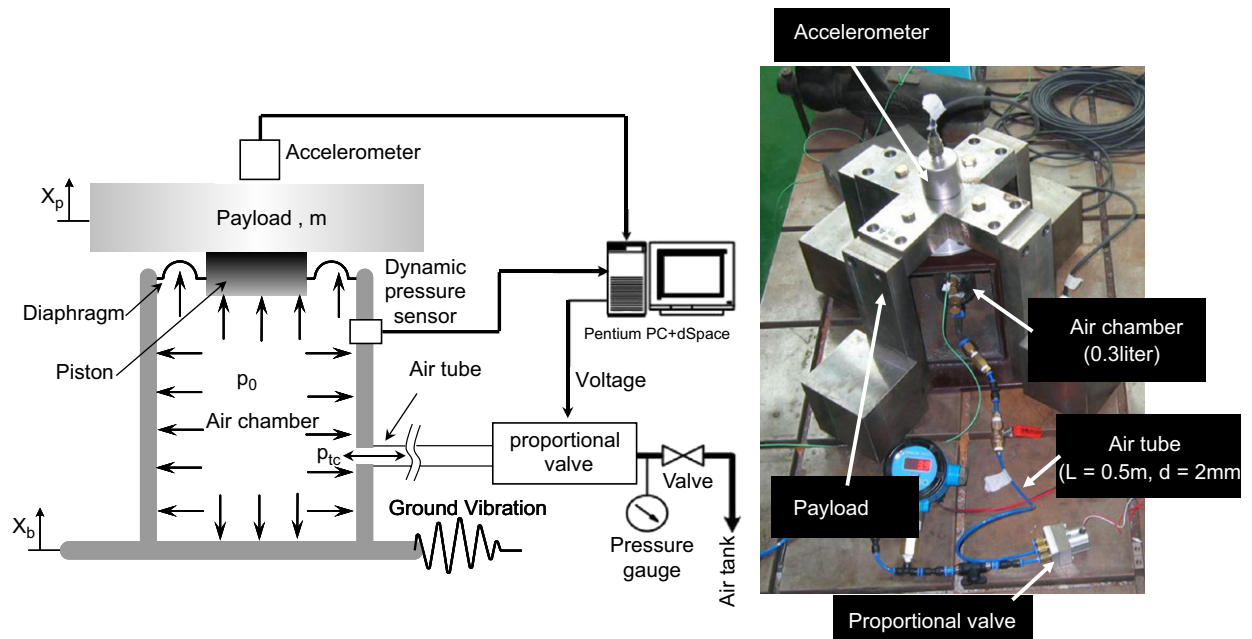 Accelerometer
X_p
Payload , m
Diaphragm
Piston
Dynamic
pressure
sensor
Pentium PC+dSpace
Air tube
Voltage
p_0
Air chamber
p_tc
proportional
valve
Valve
X_b
Ground Vibration
Pressure
gauge
Air tank
Accelerometer
Air chamber
(0.3liter)
Air tube
(L = 0.5m, d = 2mm
Payload
Proportional valve